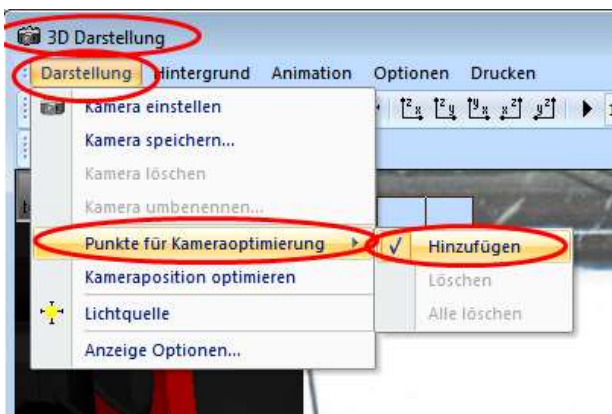 3D Darstellung
Darstellung Hintergrund Animation Optionen Drucken
Kamera einstellen
Kamera speichern...
Kamera löschen
Kamera umbenennen...
Punkte für Kameraoptimierung
Hinzufügen
Kameraposition optimieren
Löschen
Lichtquelle
Alle löschen
Anzeige Optionen...